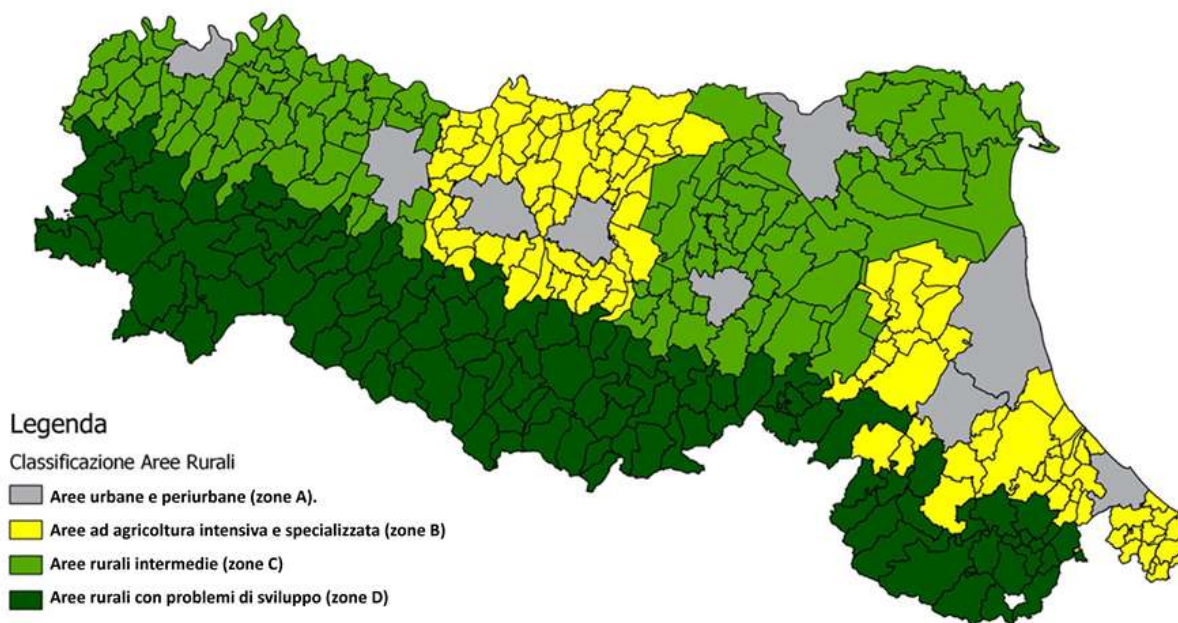 Legenda
Classificazione Aree Rurali
Aree urbane e periurbane (zone A).
Aree ad agricoltura intensiva e specializzata (zone B)
Aree rurali intermedie (zone C)
Aree rurali con problemi di sviluppo (zone D)